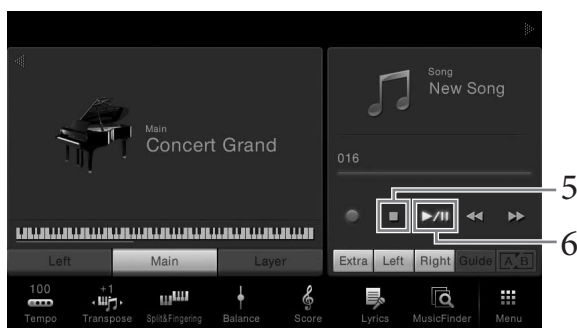 Main
Concert Grand
Left
Main
Layer
Song
New Song
016
5
6
Extra
Left
Right
Guide
A B
100
Tempo
+1
Transpose
Split&Fingering
Balance
Score
Lyrics
MusicFinder
Menu